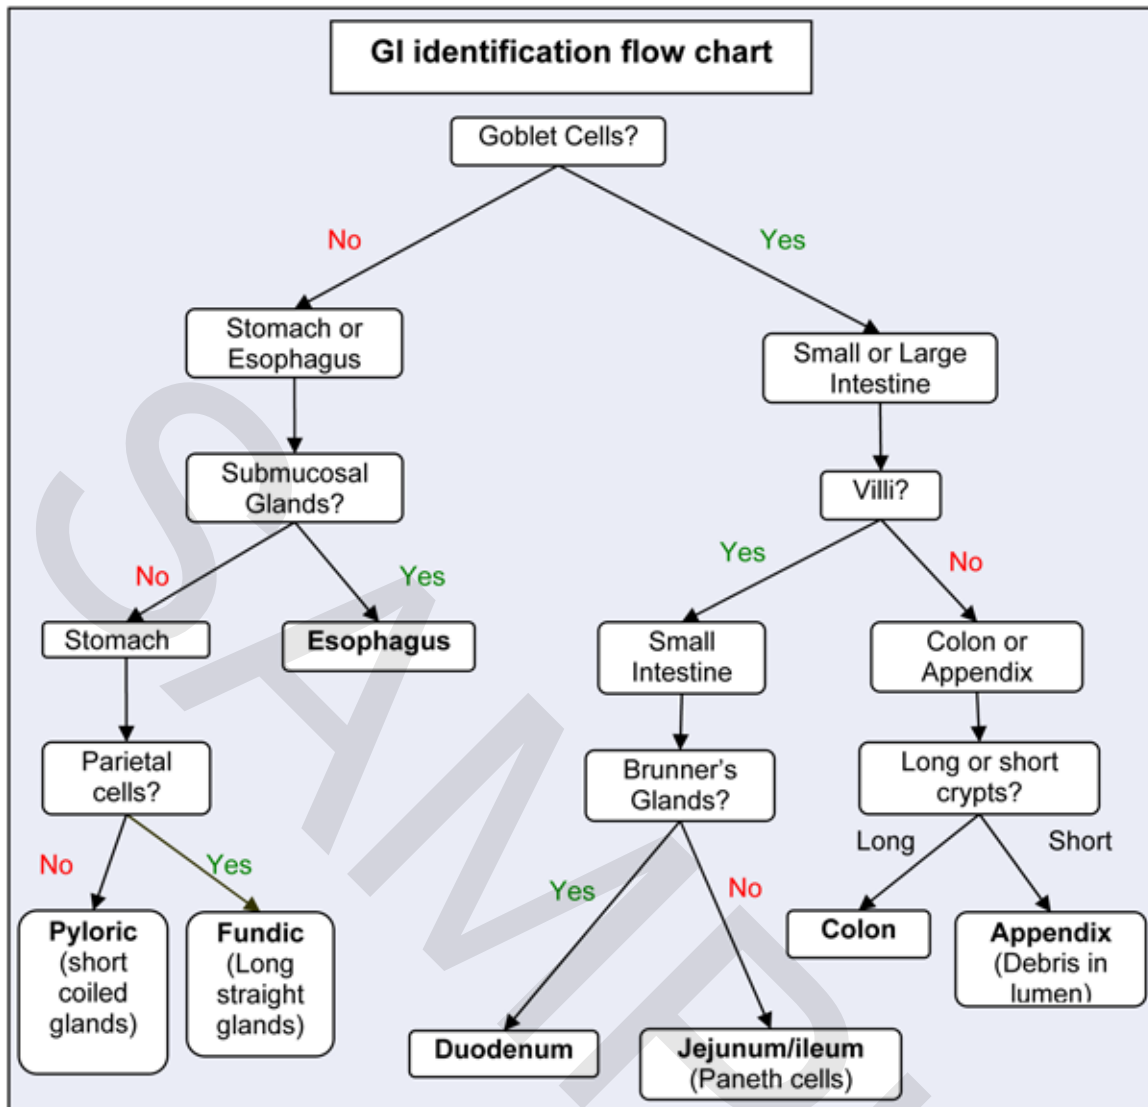 GI identification flow chart
Goblet Cells?
No
Yes
Stomach or
Esophagus
Small or Large
Intestine
Submucosal
Glands?
Villi?
No
Yes
Yes
No
Stomach
Esophagus
Small
Intestine
Colon or
Appendix
Parietal
cells?
Brunner's
Glands?
Long or short
crypts?
No
Yes
Yes
No
Long
Short
Pyloric
(short
coiled
glands)
Fundic
(Long
straight
glands)
Colon
Appendix
(Debris in
lumen)
Duodenum
Jejunum/ileum
(Paneth cells)